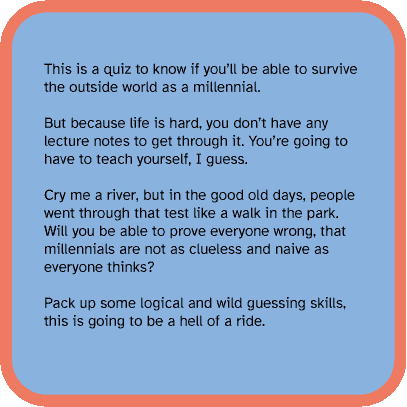 This is a quiz to know if you'll be able to survive
the outside world as a millennial.
But because life is hard, you don't have any
lecture notes to get through it. You're going to
have to teach yourself, I guess.
Cry me a river, but in the good old days, people
went through that test like a walk in the park.
Will you be able to prove everyone wrong, that
millennials are not as clueless and naive as
everyone thinks?
Pack up some logical and wild guessing skills,
this is going to be a hell of a ride.